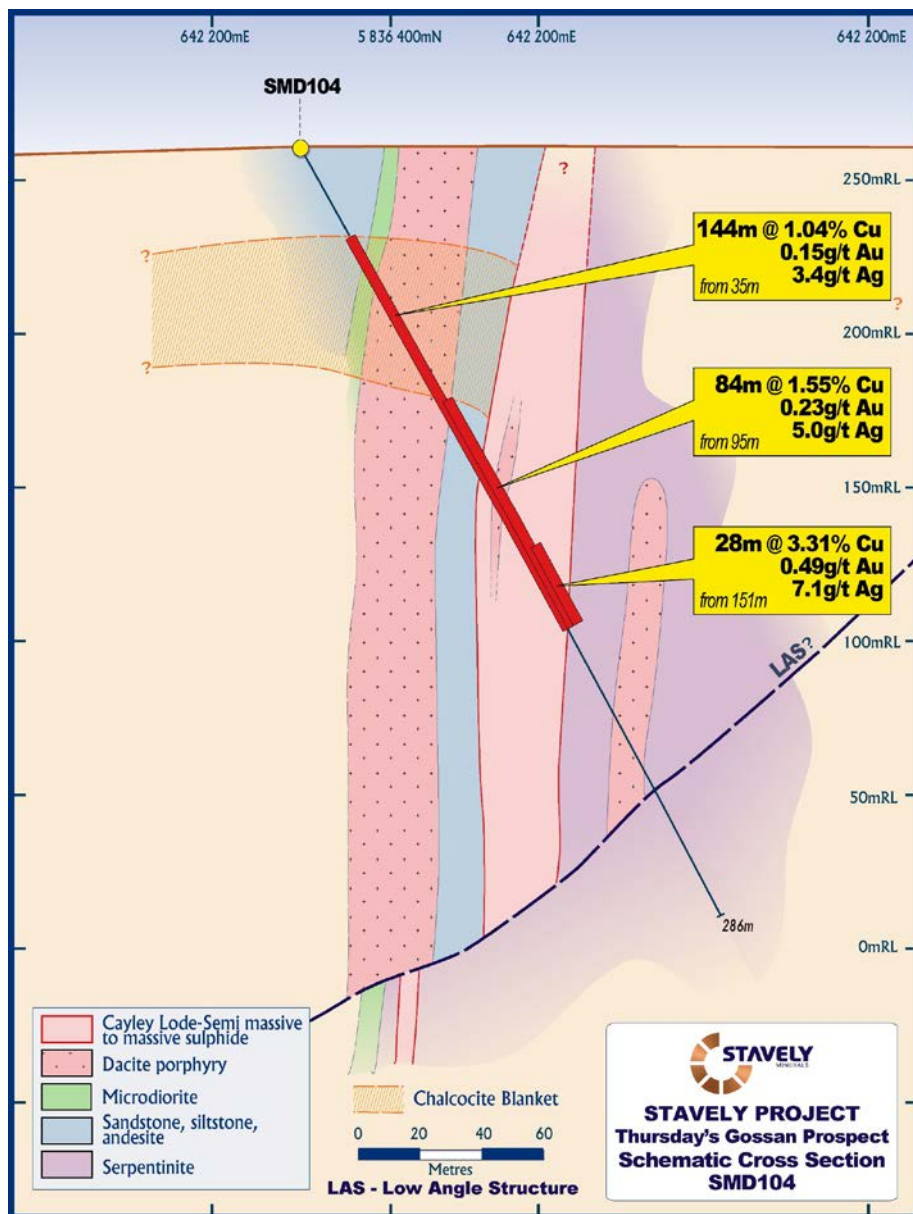 642 200mE
5 836 400mN
642 200mE
642 200mE
SMD104
?
250mRL
144m @ 1.04% Cu
0.15g/t Au
from 35m 3.4g/t Ag
?
?
200mRL
?
84m @ 1.55% Cu
0.23g/t Au
from 95m 5.0g/t Ag
150mRL
28m @ 3.31% Cu
0.49g/t Au
from 151m 7.1g/t Ag
100mRL
LAS?
50mRL
286m
0mRL
Cayley Lode-Semi massive
to massive sulphide
Dacite porphyry
Microdiorite
Sandstone, siltstone,
andesite
Serpentinite
Chalcocite Blanket
0 20 40 60
Metres
LAS - Low Angle Structure
STAVELY
MINERALS
STAVELY PROJECT
Thursday's Gossan Prospect
Schematic Cross Section
SMD104